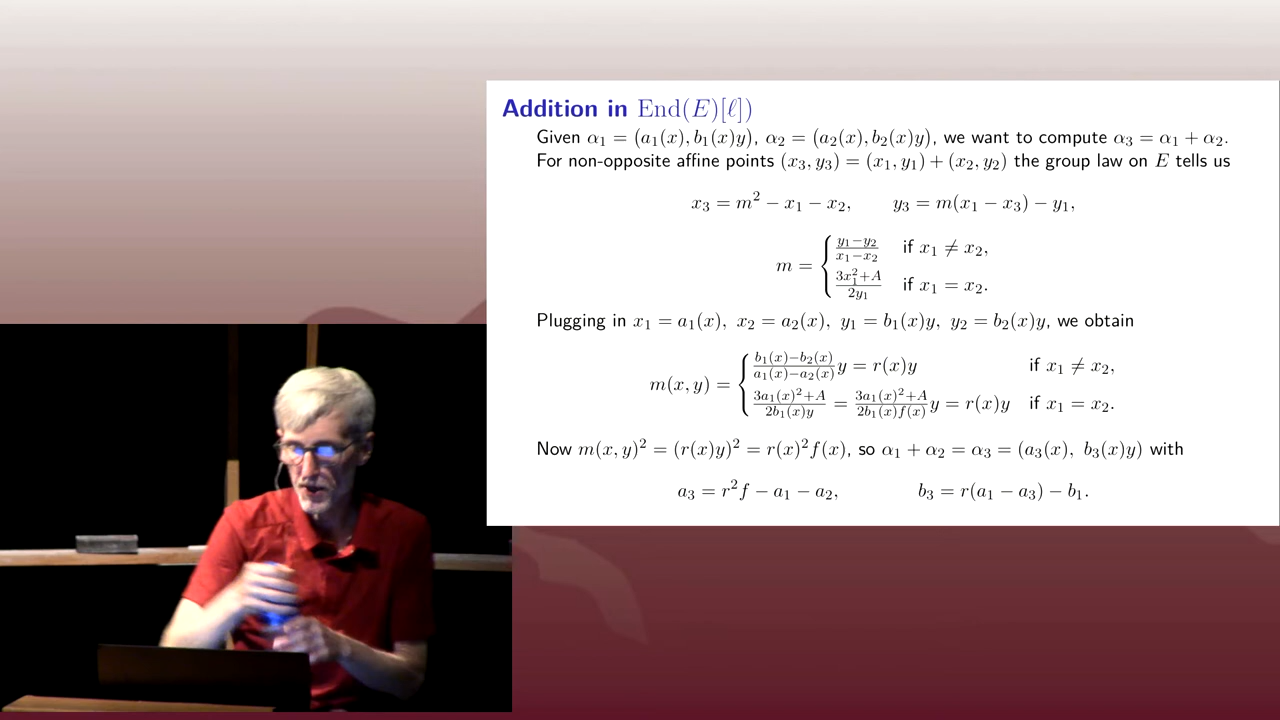 Addition in End(E)[ℓ])
Given α₁ = (a₁(x), b₁(x)y), α₂ = (a₂(x), b₂(x)y), we want to compute α₃ = α₁ + α₂.
For non-opposite affine points (x₃, y₃) = (x₁, y₁) + (x₂, y₂) the group law on E tells us
x₃ = m² − x₁ − x₂, y₃ = m(x₁ − x₃) − y₁,
m = { (y₁−y₂)/(x₁−x₂) if x₁ ≠ x₂,
(3x₁²+A)/(2y₁) if x₁ = x₂.
Plugging in x₁ = a₁(x), x₂ = a₂(x), y₁ = b₁(x)y, y₂ = b₂(x)y, we obtain
m(x, y) = { (b₁(x)−b₂(x))/(a₁(x)−a₂(x)) y = r(x)y if x₁ ≠ x₂,
(3a₁(x)²+A)/(2b₁(x)y) = (3a₁(x)²+A)/(2b₁(x)f(x)) y = r(x)y if x₁ = x₂.
Now m(x, y)² = (r(x)y)² = r(x)²f(x), so α₁ + α₂ = α₃ = (a₃(x), b₃(x)y) with
a₃ = r²f − a₁ − a₂, b₃ = r(a₁ − a₃) − b₁.